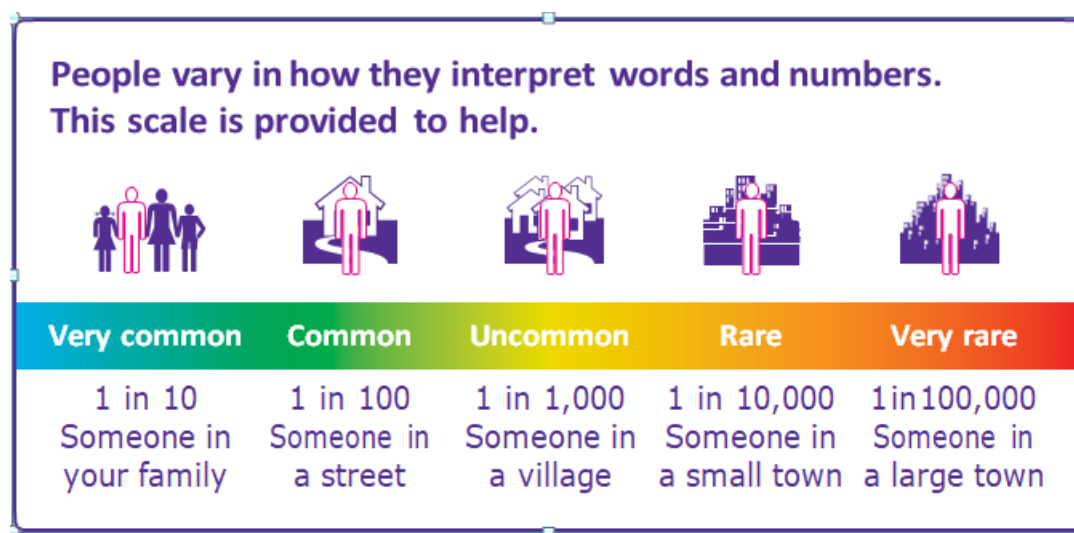 People vary in how they interpret words and numbers.
This scale is provided to help.
Very common
Common
Uncommon
Rare
Very rare
1 in 10
Someone in
your family
1 in 100
Someone in
a street
1 in 1,000
Someone in
a village
1 in 10,000
Someone in
a small town
1in100,000
Someone in
a large town